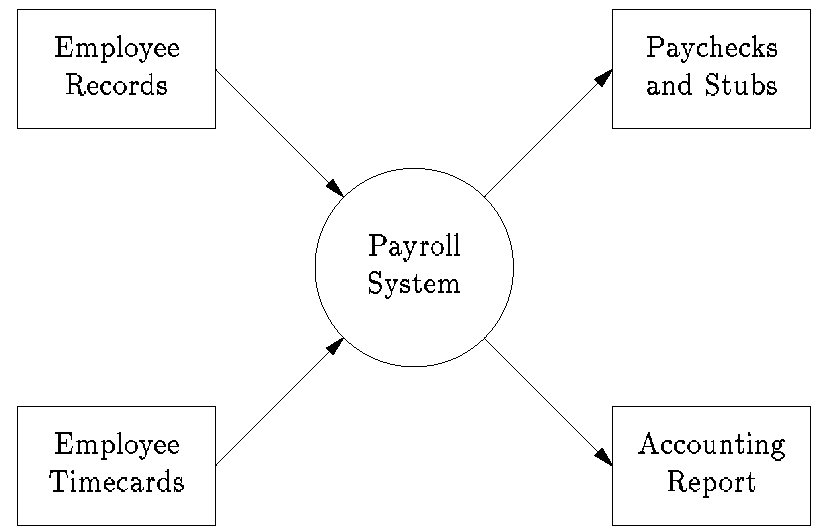 Employee
Records
Paychecks
and Stubs
Payroll
System
Employee
Timecards
Accounting
Report